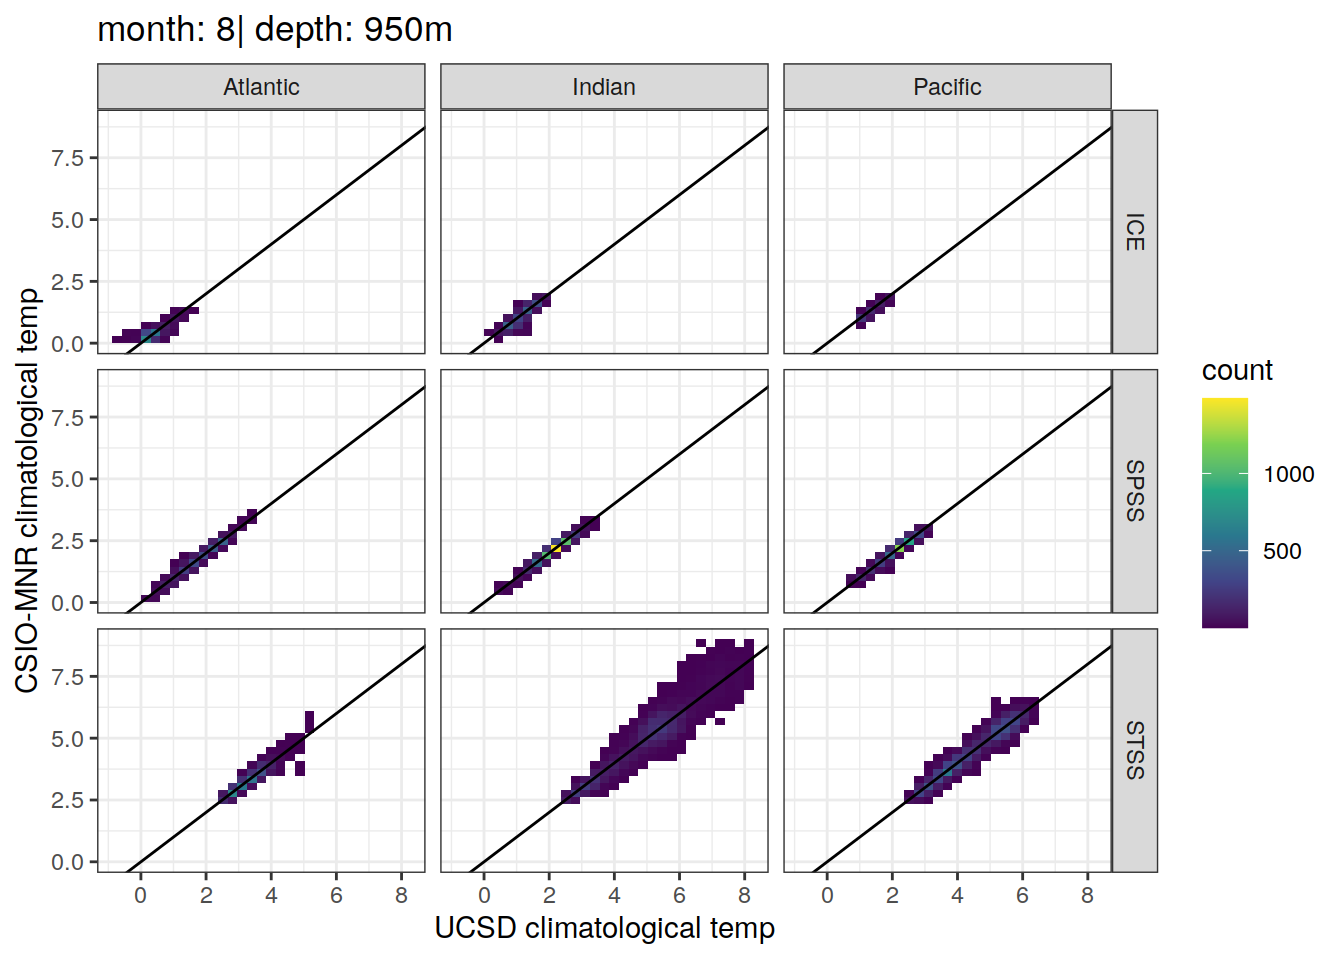 month: 8| depth: 950m
Atlantic
Indian
Pacific
7.5
5.0
2.5
0.0
ICE
7.5
5.0
2.5
0.0
SPSS
7.5
5.0
2.5
0.0
STSS
0 2 4 6 8
0 2 4 6 8
0 2 4 6 8
UCSD climatological temp
CSIO-MNR climatological temp
count
1000
500